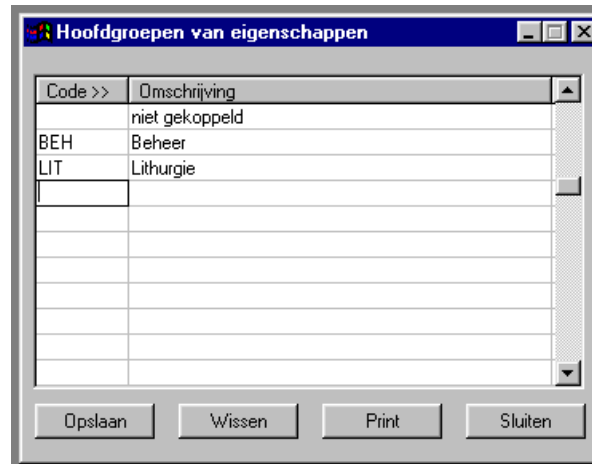 Hoofdgroepen van eigenschappen
Code >> Omschrijving
niet gekoppeld
BEH Beheer
LIT Lithurgie
Opslaan Wissen Print Sluiten